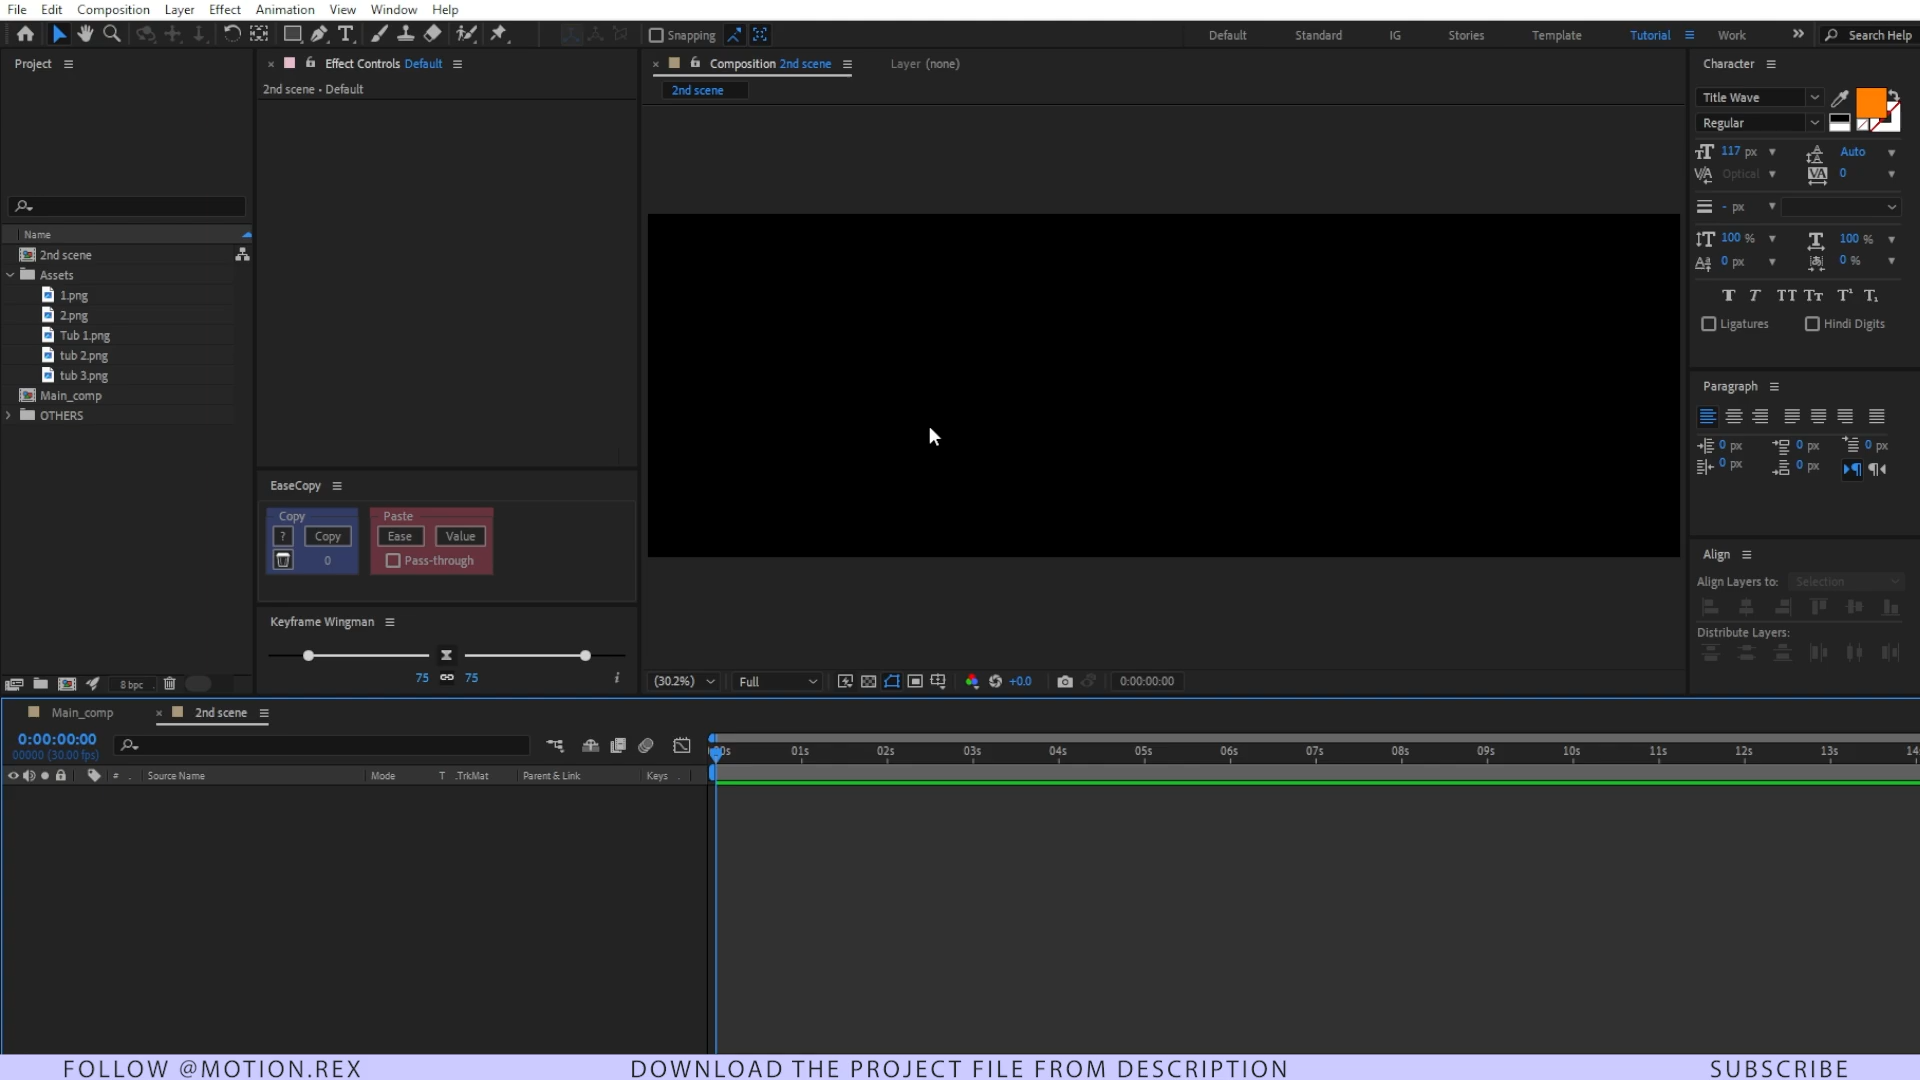 File Edit Composition Layer Effect Animation View Window Help
Snapping Default Standard IG Stories Template Tutorial Work Search Help
Project
Effect Controls Default
2nd scene • Default
Composition 2nd scene Layer (none)
2nd scene
Name
2nd scene
Assets
1.png
2.png
Tub 1.png
tub 2.png
tub 3.png
Main_comp
OTHERS
8 bpc
EaseCopy
Copy Paste
? Copy Ease Value
0 Pass-through
Keyframe Wingman
75 75
(30.2%) Full +0.0 0:00:00:00
Character
Title Wave
Regular
117 px Auto
Optical 0
- px
100 % 100 %
0 px 0 %
Ligatures Hindi Digits
Paragraph
0 px 0 px 0 px
0 px 0 px
Align
Align Layers to: Selection
Distribute Layers:
Main_comp 2nd scene
0:00:00:00
00000 (30.00 fps)
# Source Name Mode T .TrkMat Parent & Link Keys
01s 02s 03s 04s 05s 06s 07s 08s 09s 10s 11s 12s 13s
FOLLOW @MOTION.REX DOWNLOAD THE PROJECT FILE FROM DESCRIPTION SUBSCRIBE